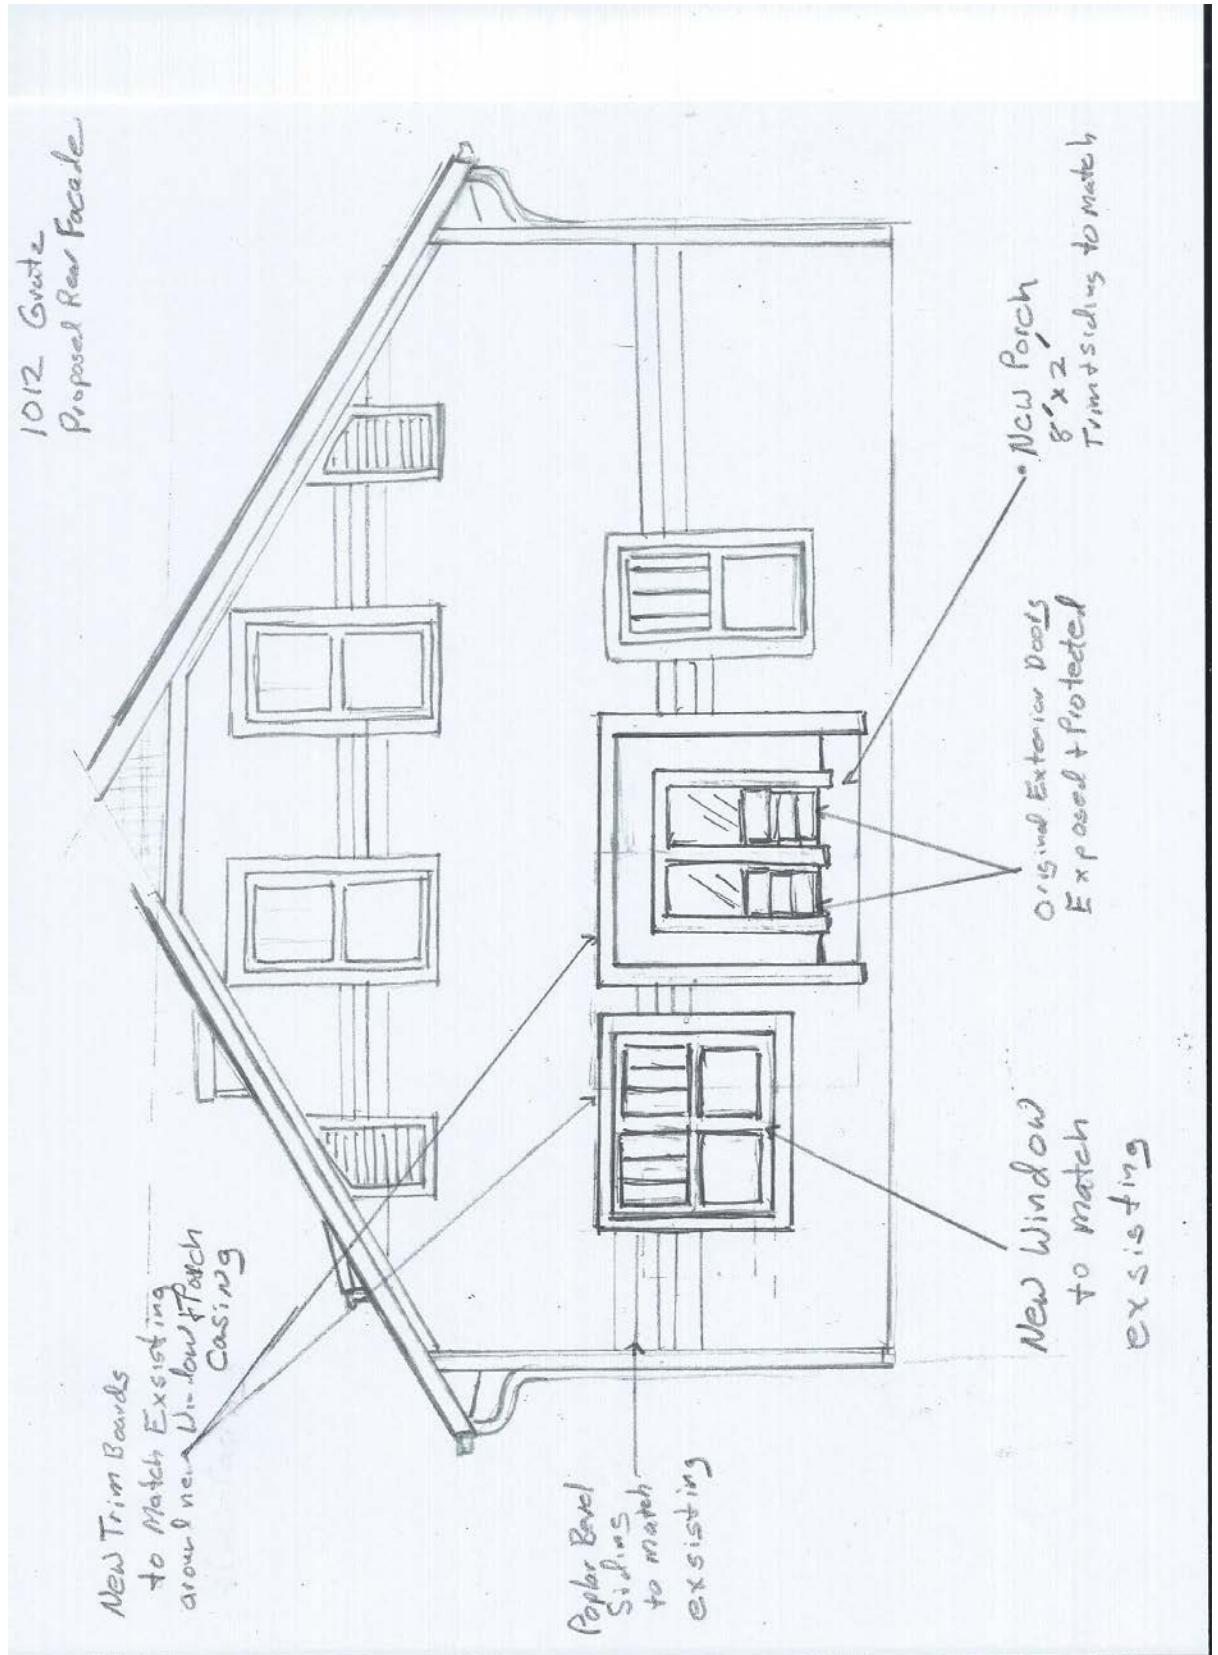 1012 Gratz
Proposed Rear Facade
New Trim Boards
to Match Exsisting
around new Window + Porch
Casing
Poplar Bevel
Siding
to match
exsisting
New Window
to match
exsisting
Original Exterior Doors
Exposed + Protected
• New Porch
8' x 2'
Trim + siding to match